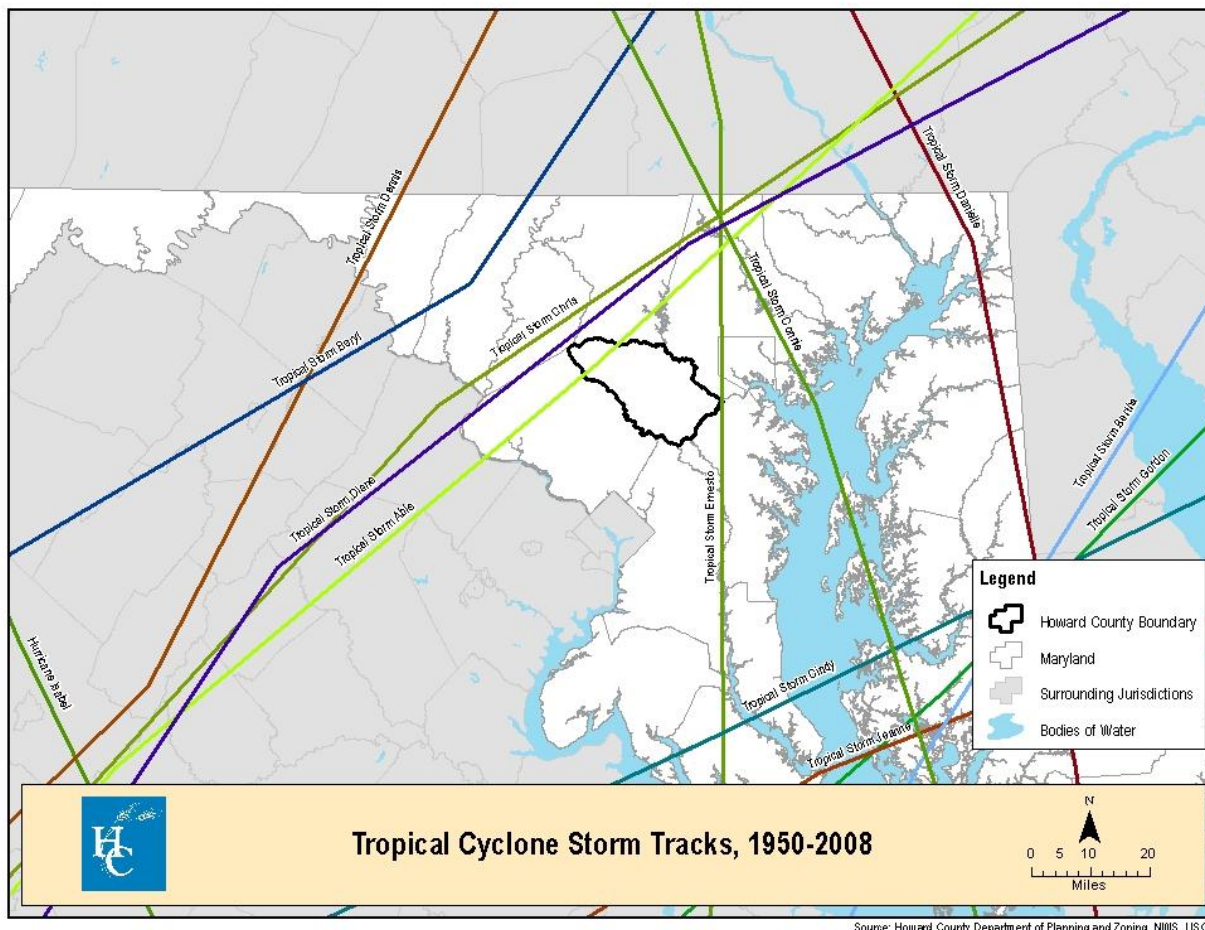 Tropical Storm Dennis
Tropical Storm Danielle
Tropical Storm Connie
Tropical Storm Chris
Tropical Storm Beryl
Tropical Storm Bertha
Tropical Storm Gordon
Tropical Storm Diane
Tropical Storm Able
Tropical Storm Ernesto
Hurricane Isabel
Tropical Storm Cindy
Tropical Storm Jeanne
Legend
Howard County Boundary
Maryland
Surrounding Jurisdictions
Bodies of Water
HC
Tropical Cyclone Storm Tracks, 1950-2008
N
0 5 10 20
Miles
Source: Howard County Department of Planning and Zoning, NWS, USG